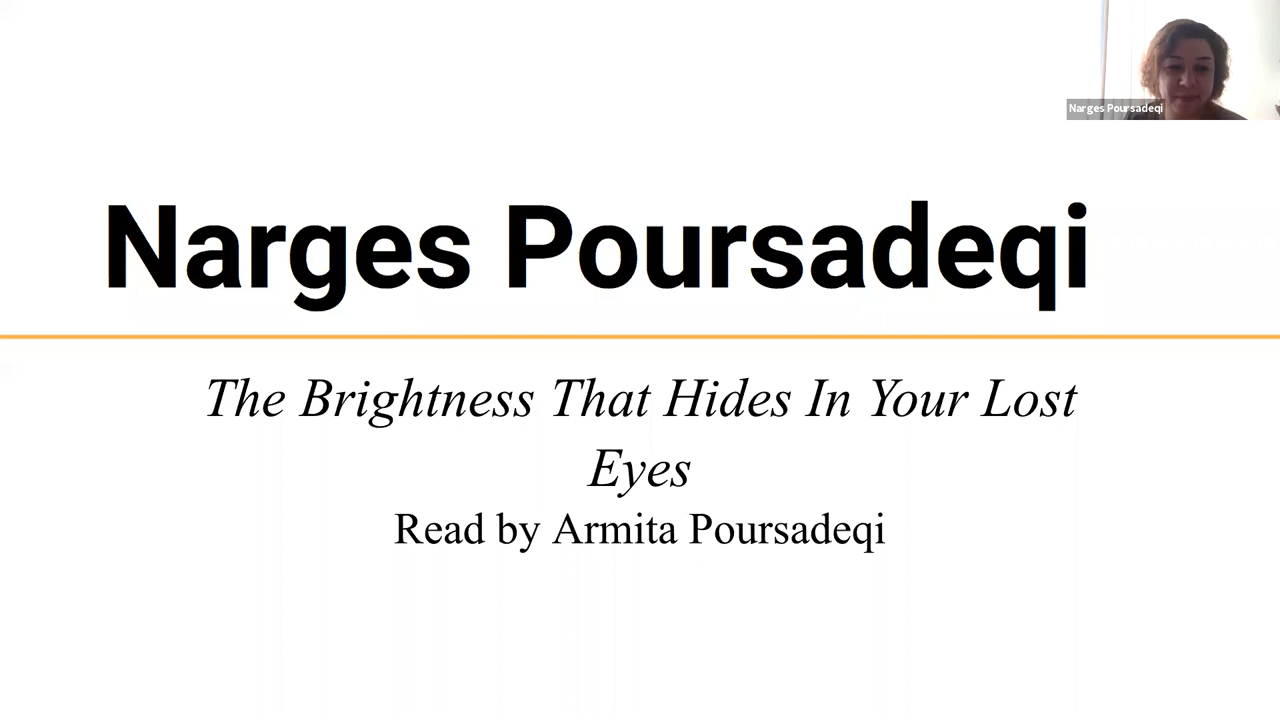 Narges Poursadeqi
Narges Poursadeqi
The Brightness That Hides In Your Lost
Eyes
Read by Armita Poursadeqi